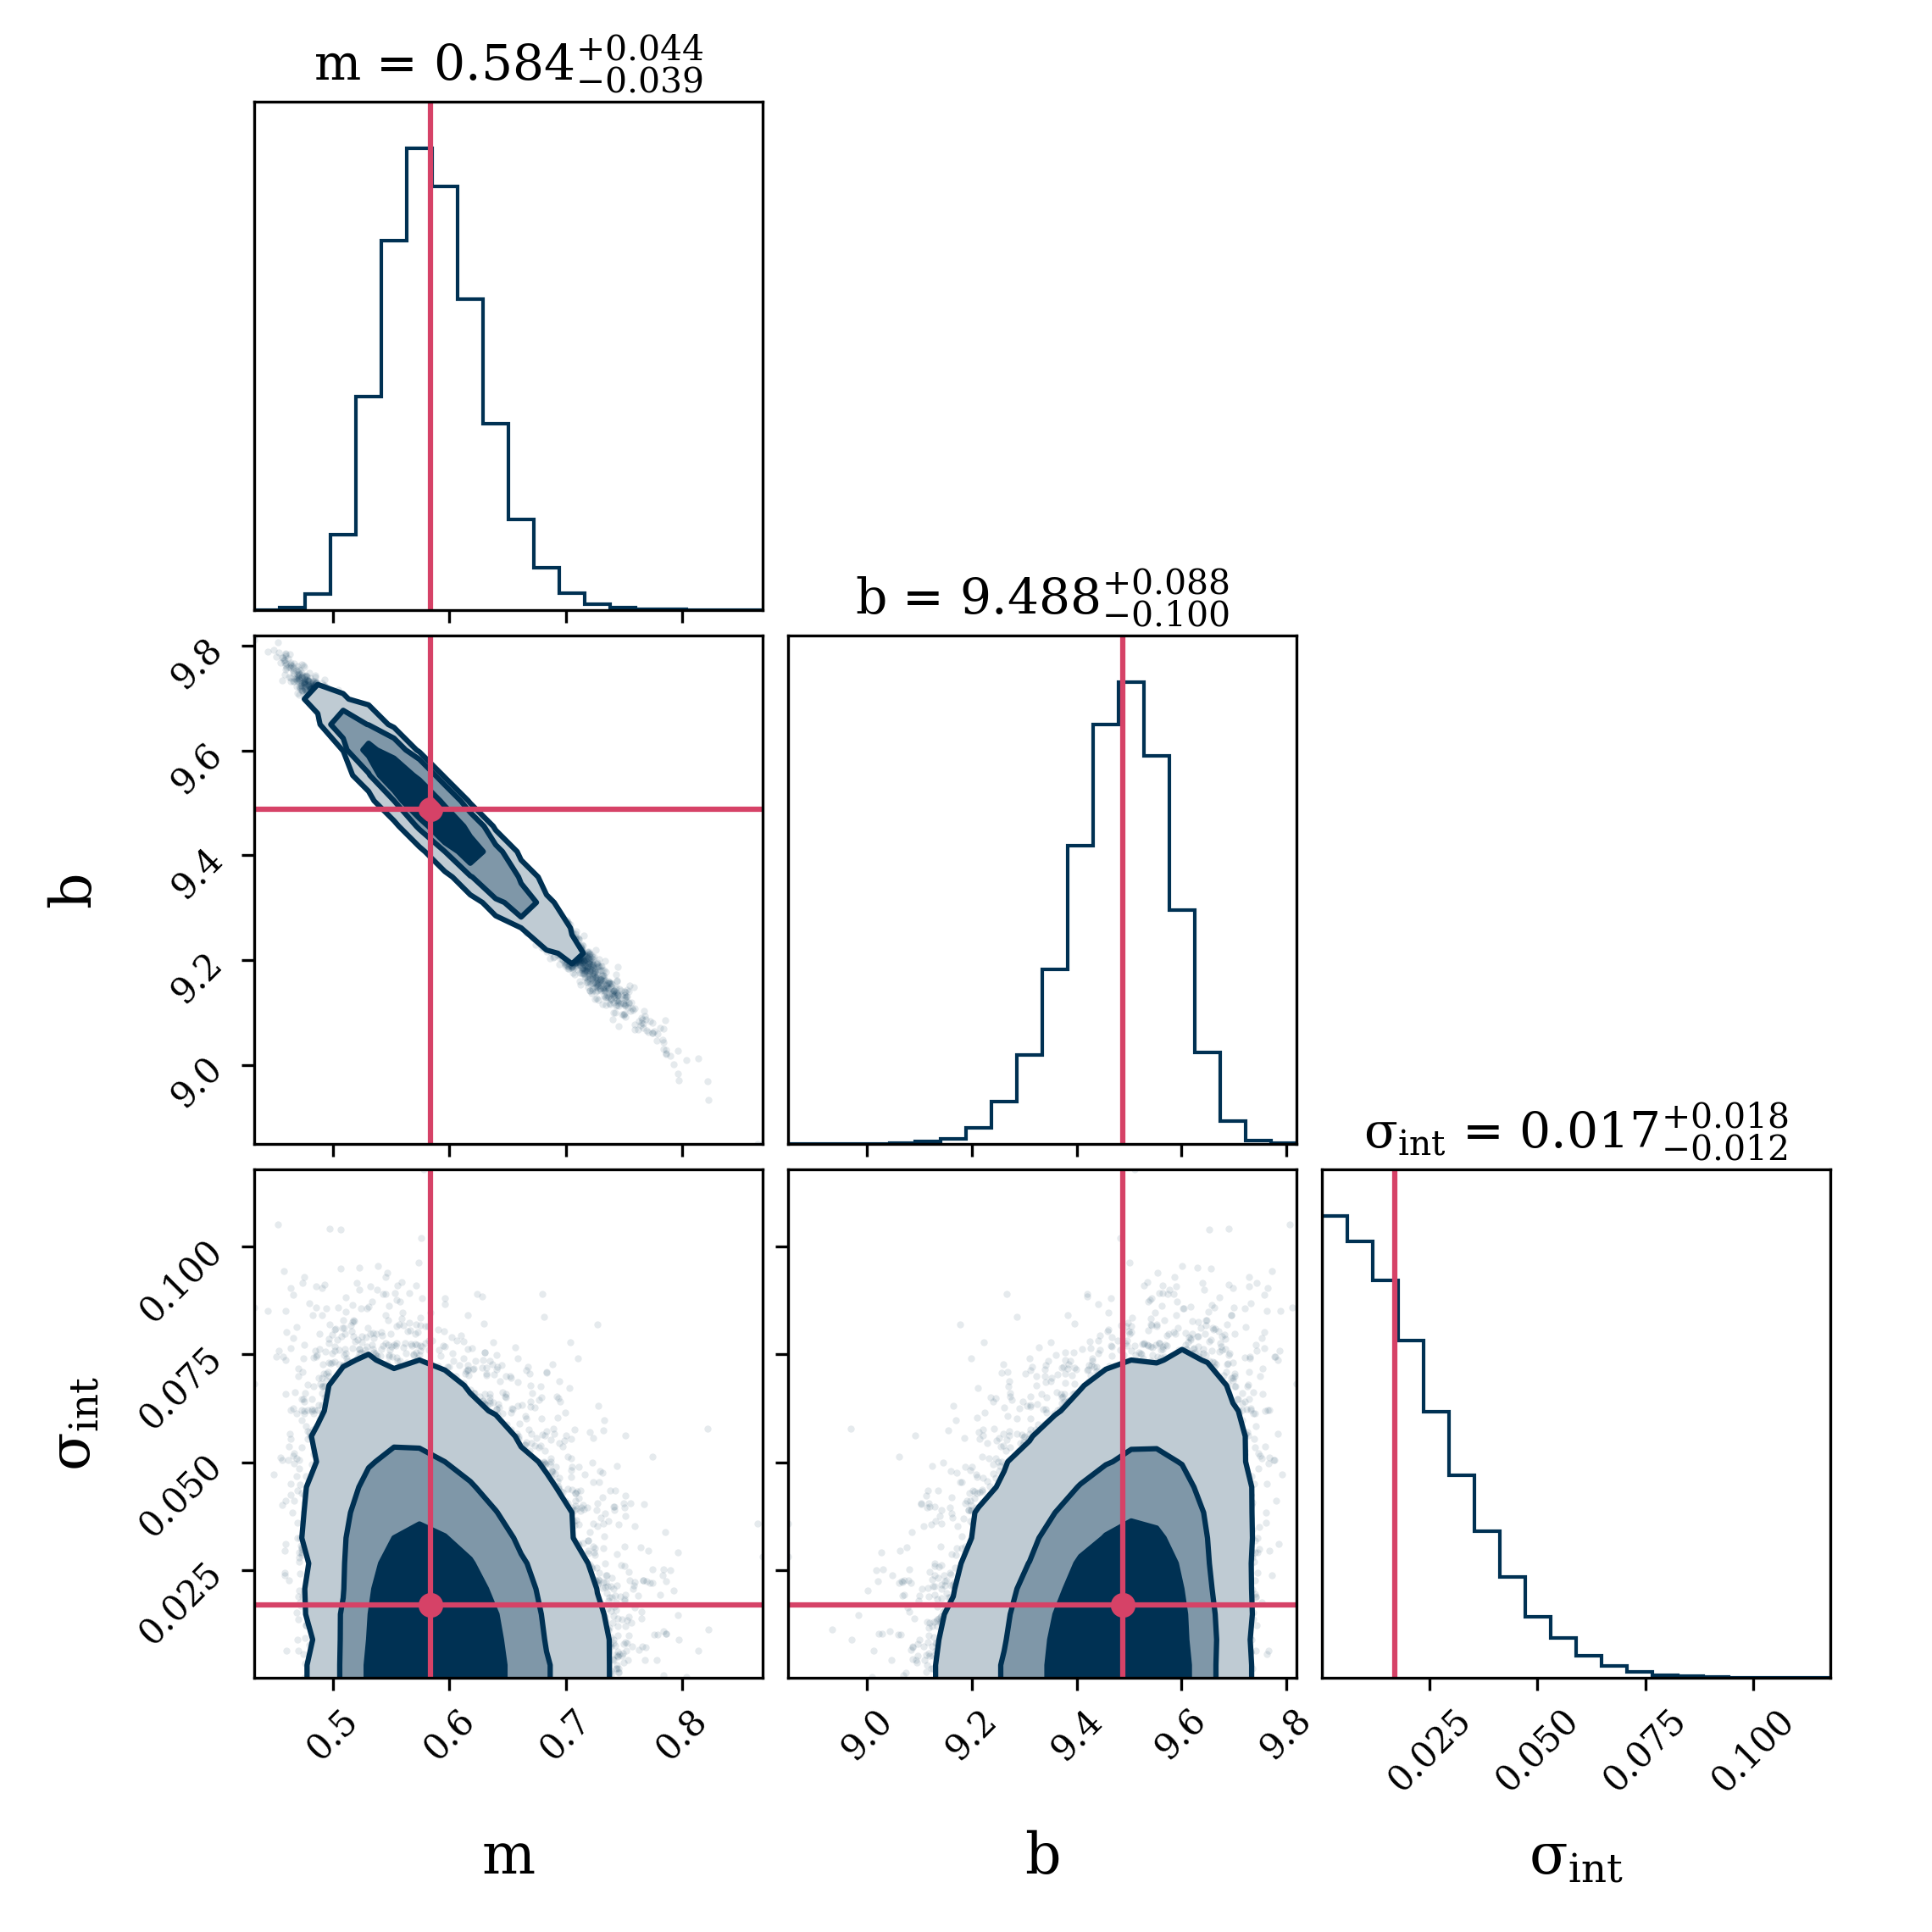 m = 0.584+0.044−0.039
b = 9.488+0.088−0.100
σint = 0.017+0.018−0.012
9.8
9.6
9.4
9.2
9.0
b
0.100
0.075
0.050
0.025
σint
0.5 0.6 0.7 0.8
9.0 9.2 9.4 9.6 9.8
0.025 0.050 0.075 0.100
m
b
σint